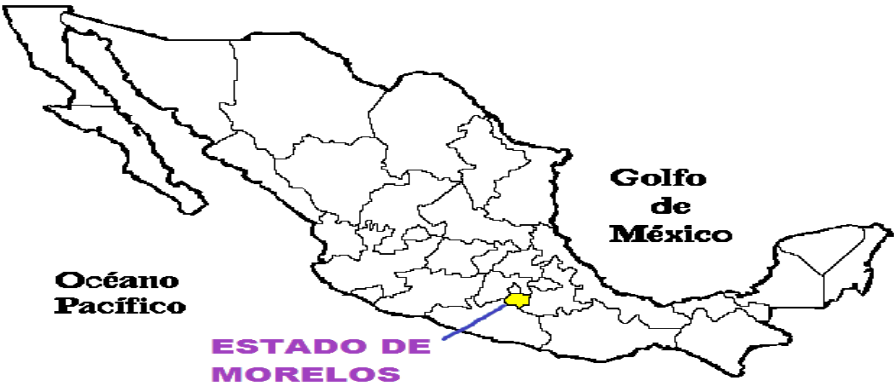 Golfo
de
México
Océano
Pacífico
ESTADO DE
MORELOS